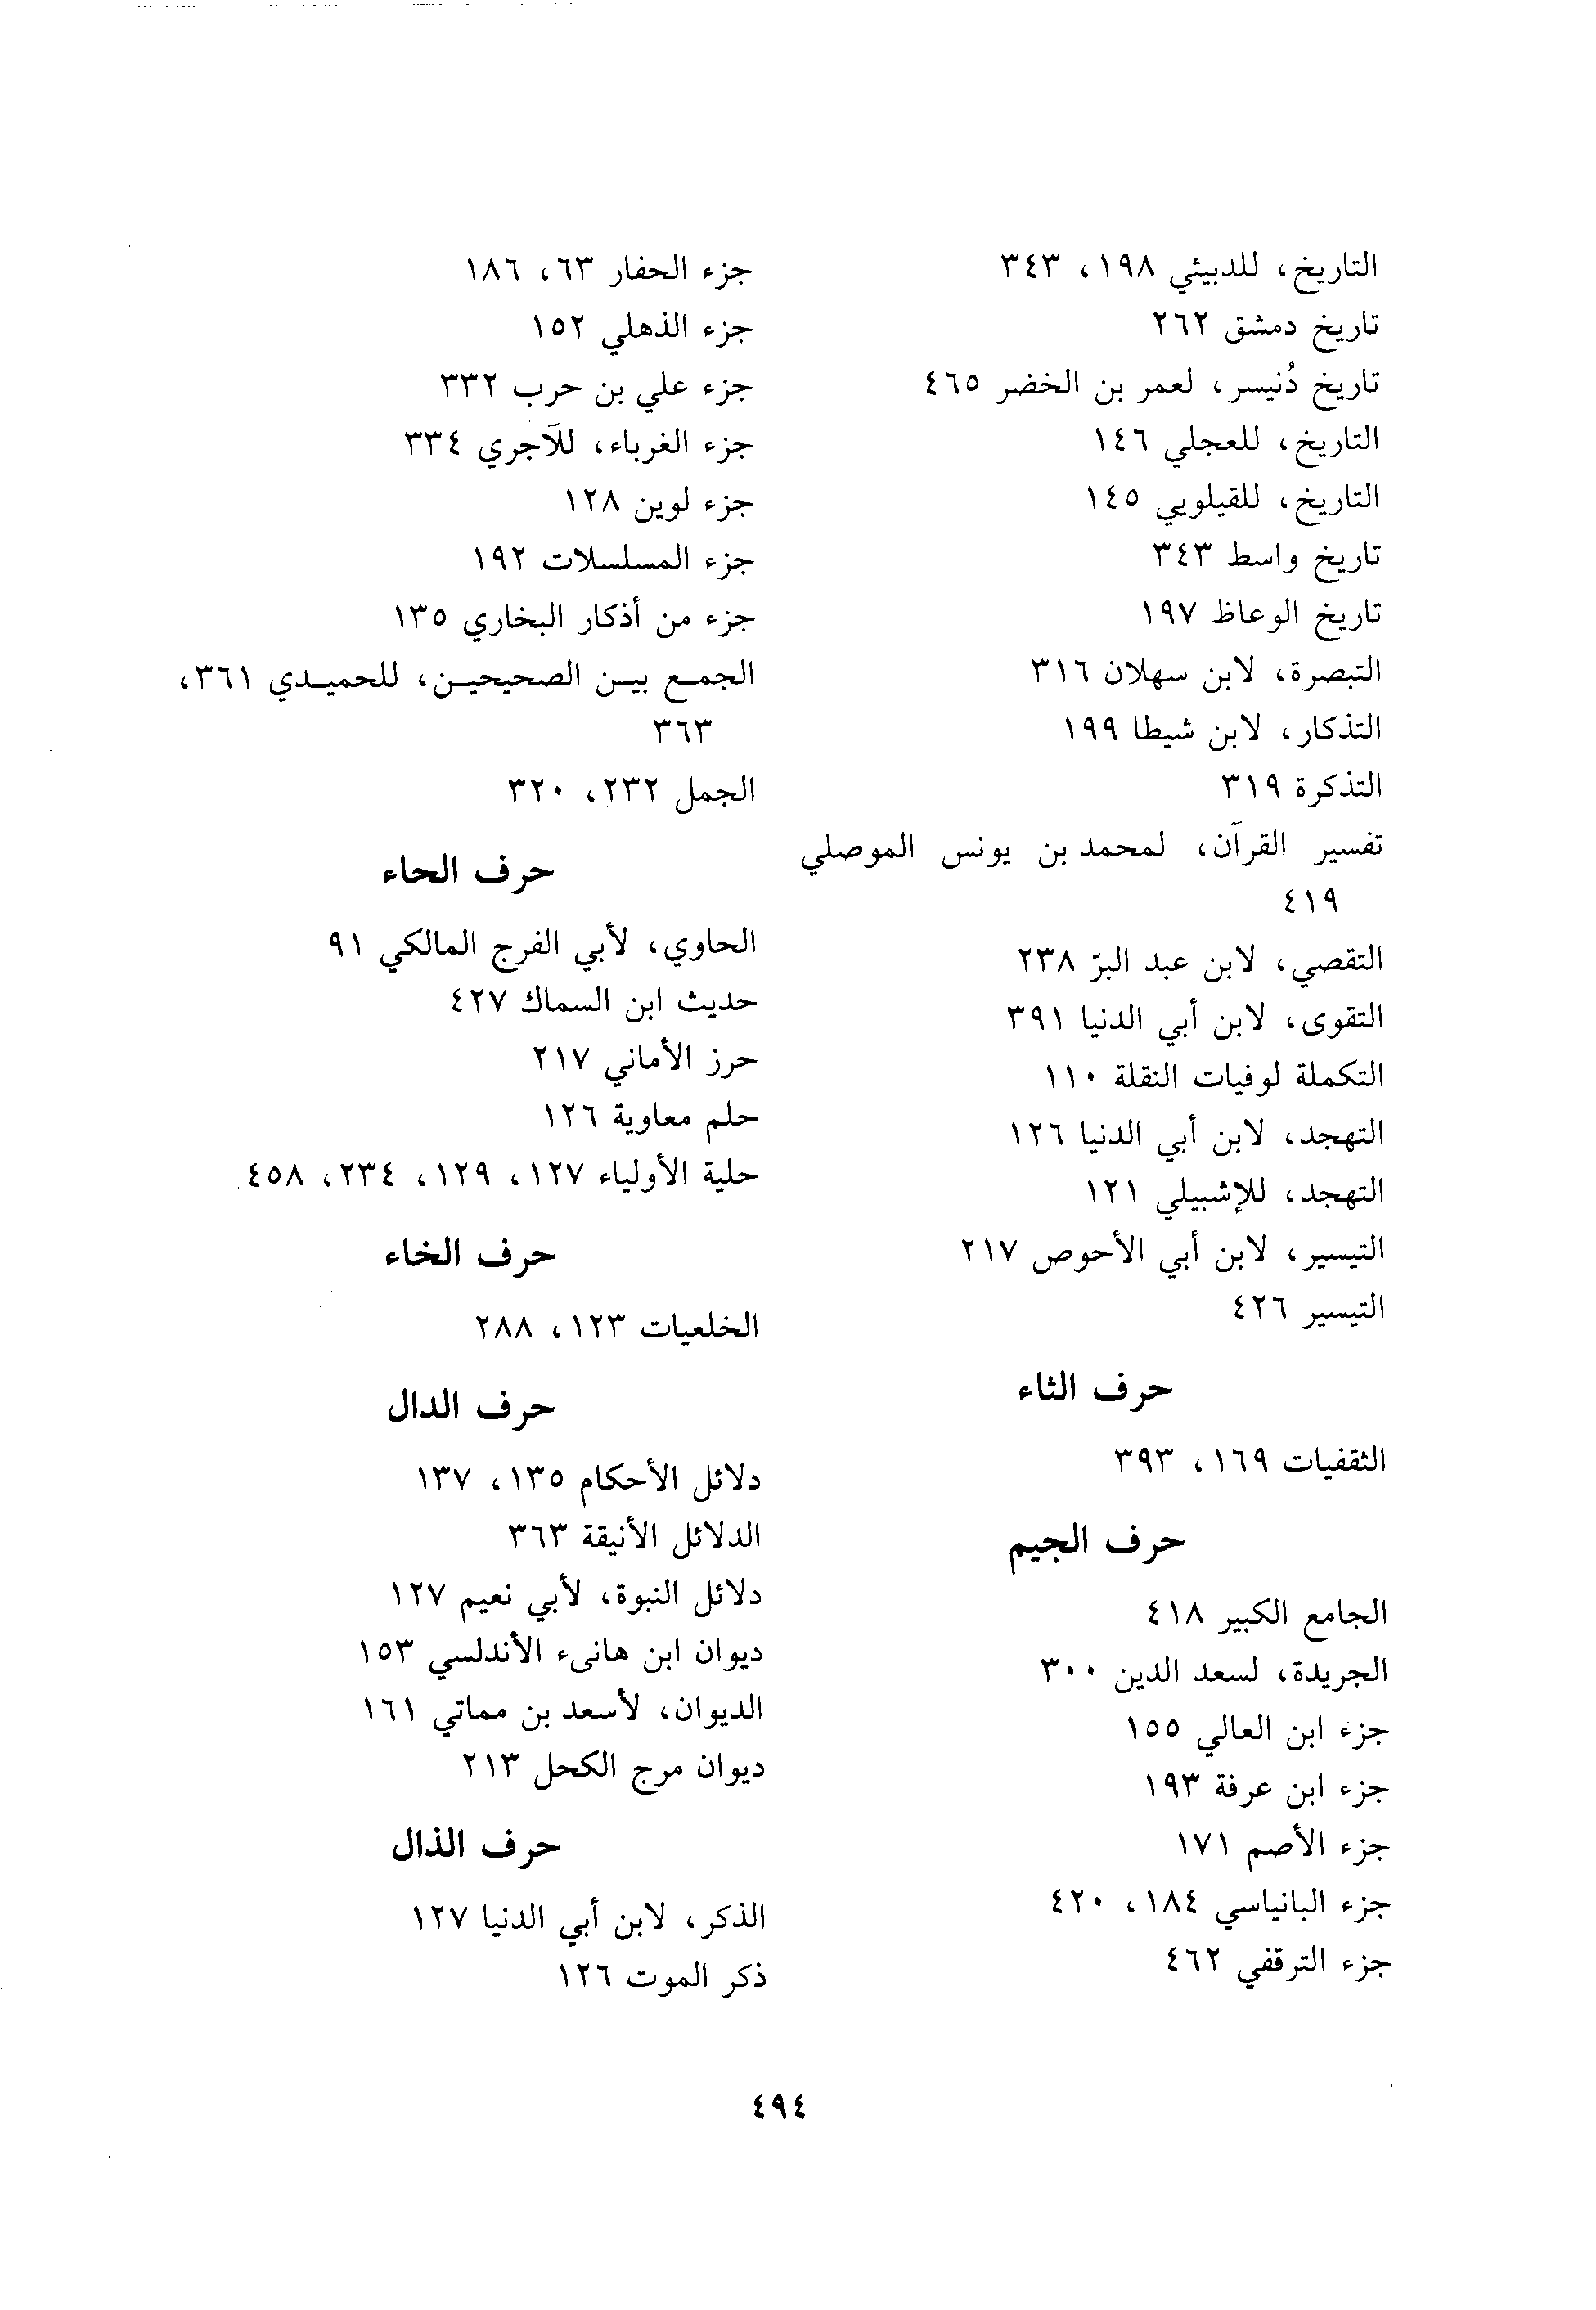 التاريخ، للدبيثي ١٩٨، ٣٤٣
تاريخ دمشق ٢٦٢
تاريخ دُنيسر، لعمر بن الخضر ٤٦٥
التاريخ، للعجلي ١٤٦
التاريخ، للقيلويي ١٤٥
تاريخ واسط ٣٤٣
تاريخ الوعاظ ١٩٧
التبصرة، لابن سهلان ٣١٦
التذكار، لابن شيطا ١٩٩
التذكرة ٣١٩
تفسير القرآن، لمحمد بن يونس الموصلي
٤١٩
التقصي، لابن عبد البرّ ٢٣٨
التقوى، لابن أبي الدنيا ٣٩١
التكملة لوفيات النقلة ١١٠
التهجد، لابن أبي الدنيا ١٢٦
التهجد، للإشبيلي ١٢١
التيسير، لابن أبي الأحوص ٢١٧
التيسير ٤٢٦
حرف الثاء
الثقفيات ١٦٩، ٣٩٣
حرف الجيم
الجامع الكبير ٤١٨
الجريدة، لسعد الدين ٣٠٠
جزء ابن العالي ١٥٥
جزء ابن عرفة ١٩٣
جزء الأصم ١٧١
جزء البانياسي ١٨٤، ٤٢٠
جزء الترقفي ٤٦٢
جزء الحفار ٦٣، ١٨٦
جزء الذهلي ١٥٢
جزء علي بن حرب ٣٣٢
جزء الغرباء، للآجري ٣٣٤
جزء لوين ١٢٨
جزء المسلسلات ١٩٢
جزء من أذكار البخاري ١٣٥
الجمـع بيـن الصحيحيـن، للحميـدي ٣٦١،
٣٦٣
الجمل ٢٣٢، ٣٢٠
حرف الحاء
الحاوي، لأبي الفرج المالكي ٩١
حديث ابن السماك ٤٢٧
حرز الأماني ٢١٧
حلم معاوية ١٢٦
حلية الأولياء ١٢٧، ١٢٩، ٢٣٤، ٤٥٨
حرف الخاء
الخلعيات ١٢٣، ٢٨٨
حرف الدال
دلائل الأحكام ١٣٥، ١٣٧
الدلائل الأنيقة ٣٦٣
دلائل النبوة، لأبي نعيم ١٢٧
ديوان ابن هانىء الأندلسي ١٥٣
الديوان، لأسعد بن مماتي ١٦١
ديوان مرج الكحل ٢١٣
حرف الذال
الذكر، لابن أبي الدنيا ١٢٧
ذكر الموت ١٢٦
٤٩٤